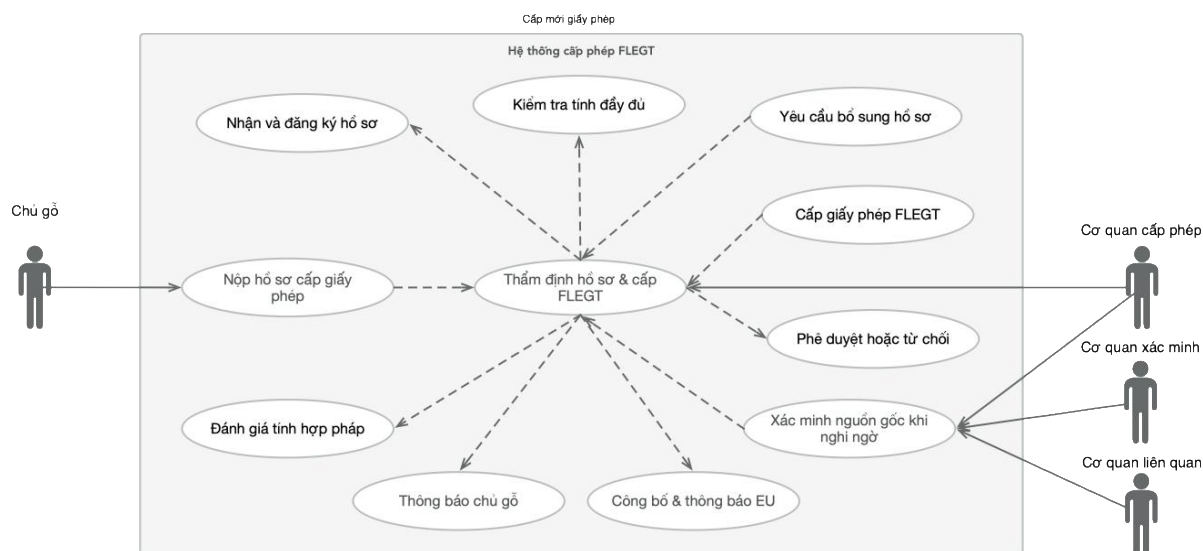 Cấp mới giấy phép
Hệ thống cấp phép FLEGT
Kiểm tra tính đầy đủ
Nhận và đăng ký hồ sơ
Yêu cầu bổ sung hồ sơ
Chủ gỗ
Cấp giấy phép FLEGT
Cơ quan cấp phép
Nộp hồ sơ cấp giấy
phép
Thẩm định hồ sơ & cấp
FLEGT
Phê duyệt hoặc từ chối
Cơ quan xác minh
Đánh giá tính hợp pháp
Xác minh nguồn gốc khi
nghi ngờ
Cơ quan liên quan
Thông báo chủ gỗ
Công bố & thông báo EU